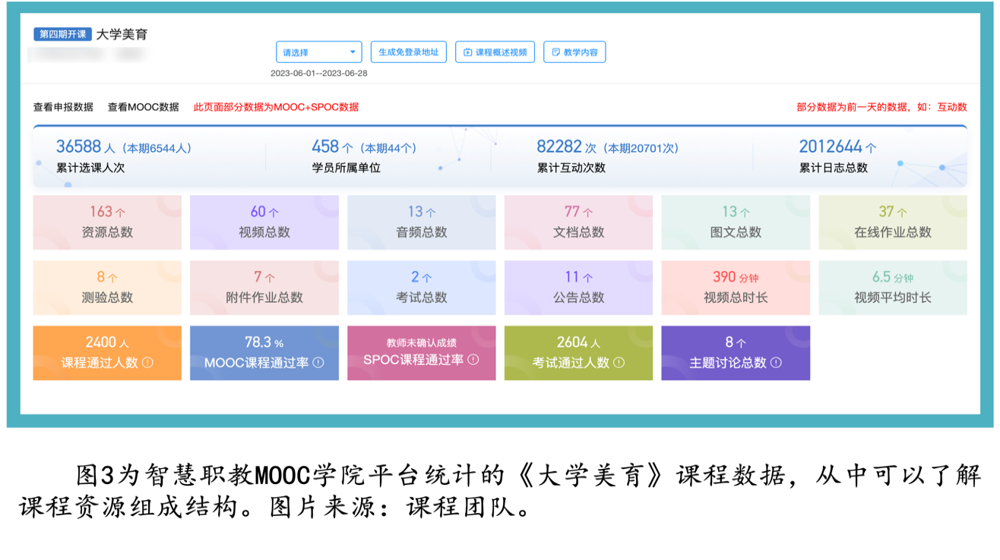 第四期开课 大学美育
请选择 生成免登录地址 课程概述视频 教学内容
2023-06-01--2023-06-28
查看申报数据 查看MOOC数据 此页面部分数据为MOOC+SPOC数据 部分数据为前一天的数据，如：互动数
36588 人（本期6544人） 458 个（本期44个） 82282 次（本期20701次） 2012644 个
累计选课人次 学员所属单位 累计互动次数 累计日志总数
163 个 60 个 13 个 77 个 13 个 37 个
资源总数 视频总数 音频总数 文档总数 图文总数 在线作业总数
8 个 7 个 2 个 11 个 390 分钟 6.5 分钟
测验总数 附件作业总数 考试总数 公告总数 视频总时长 视频平均时长
2400 人 78.3 % 教师未确认成绩 2604 人 8 个
课程通过人数 MOOC课程通过率 SPOC课程通过率 考试通过人数 主题讨论总数
图3为智慧职教MOOC学院平台统计的《大学美育》课程数据，从中可以了解
课程资源组成结构。图片来源：课程团队。